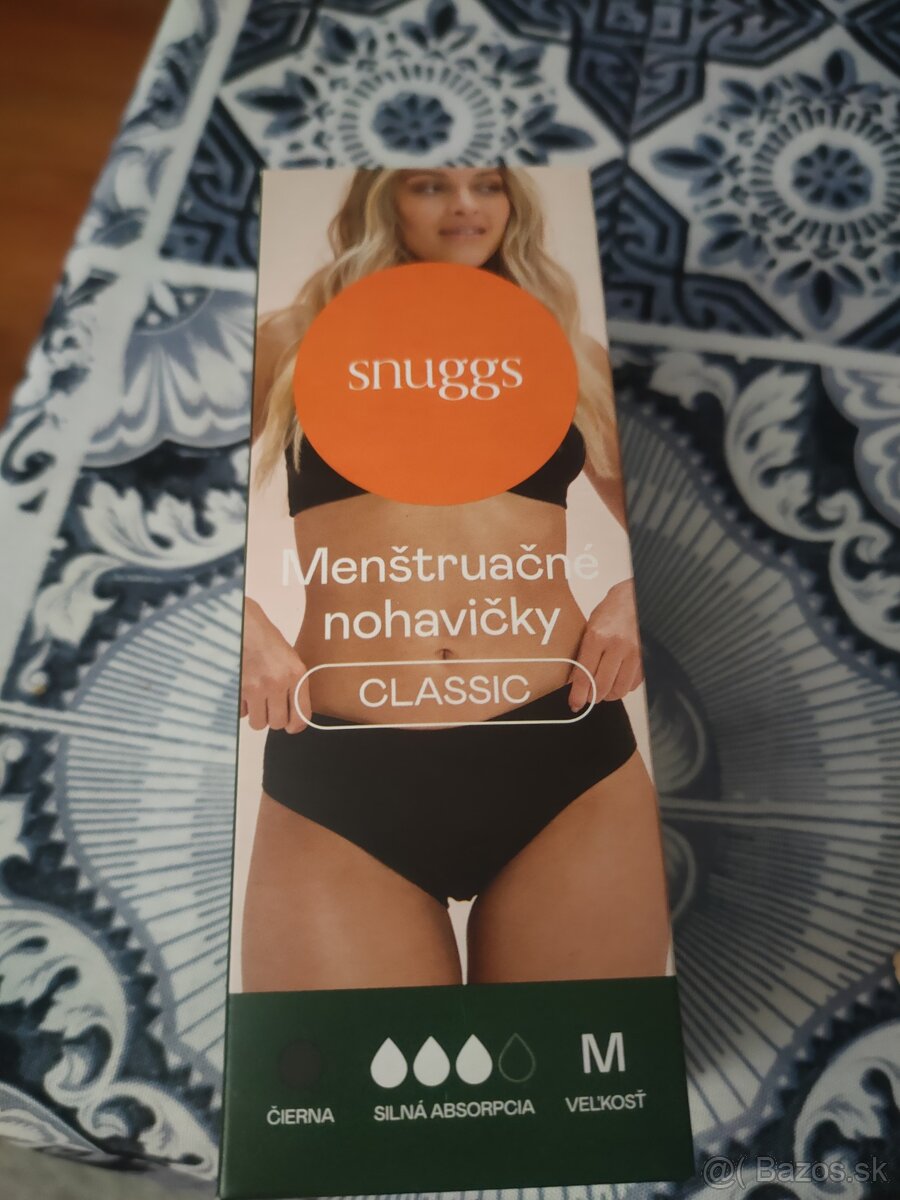 snuggs
Menštruačné
nohavičky
CLASSIC
ČIERNA
SILNÁ ABSORPCIA
M
VEĽKOSŤ
@( Bazos.sk